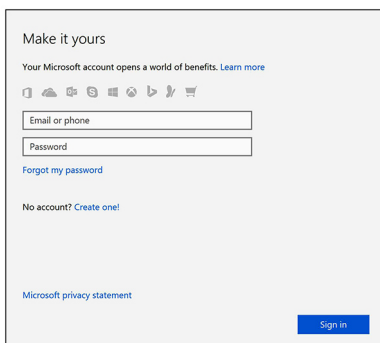 Make it yours
Your Microsoft account opens a world of benefits. Learn more
Email or phone
Password
Forgot my password
No account? Create one!
Microsoft privacy statement
Sign in